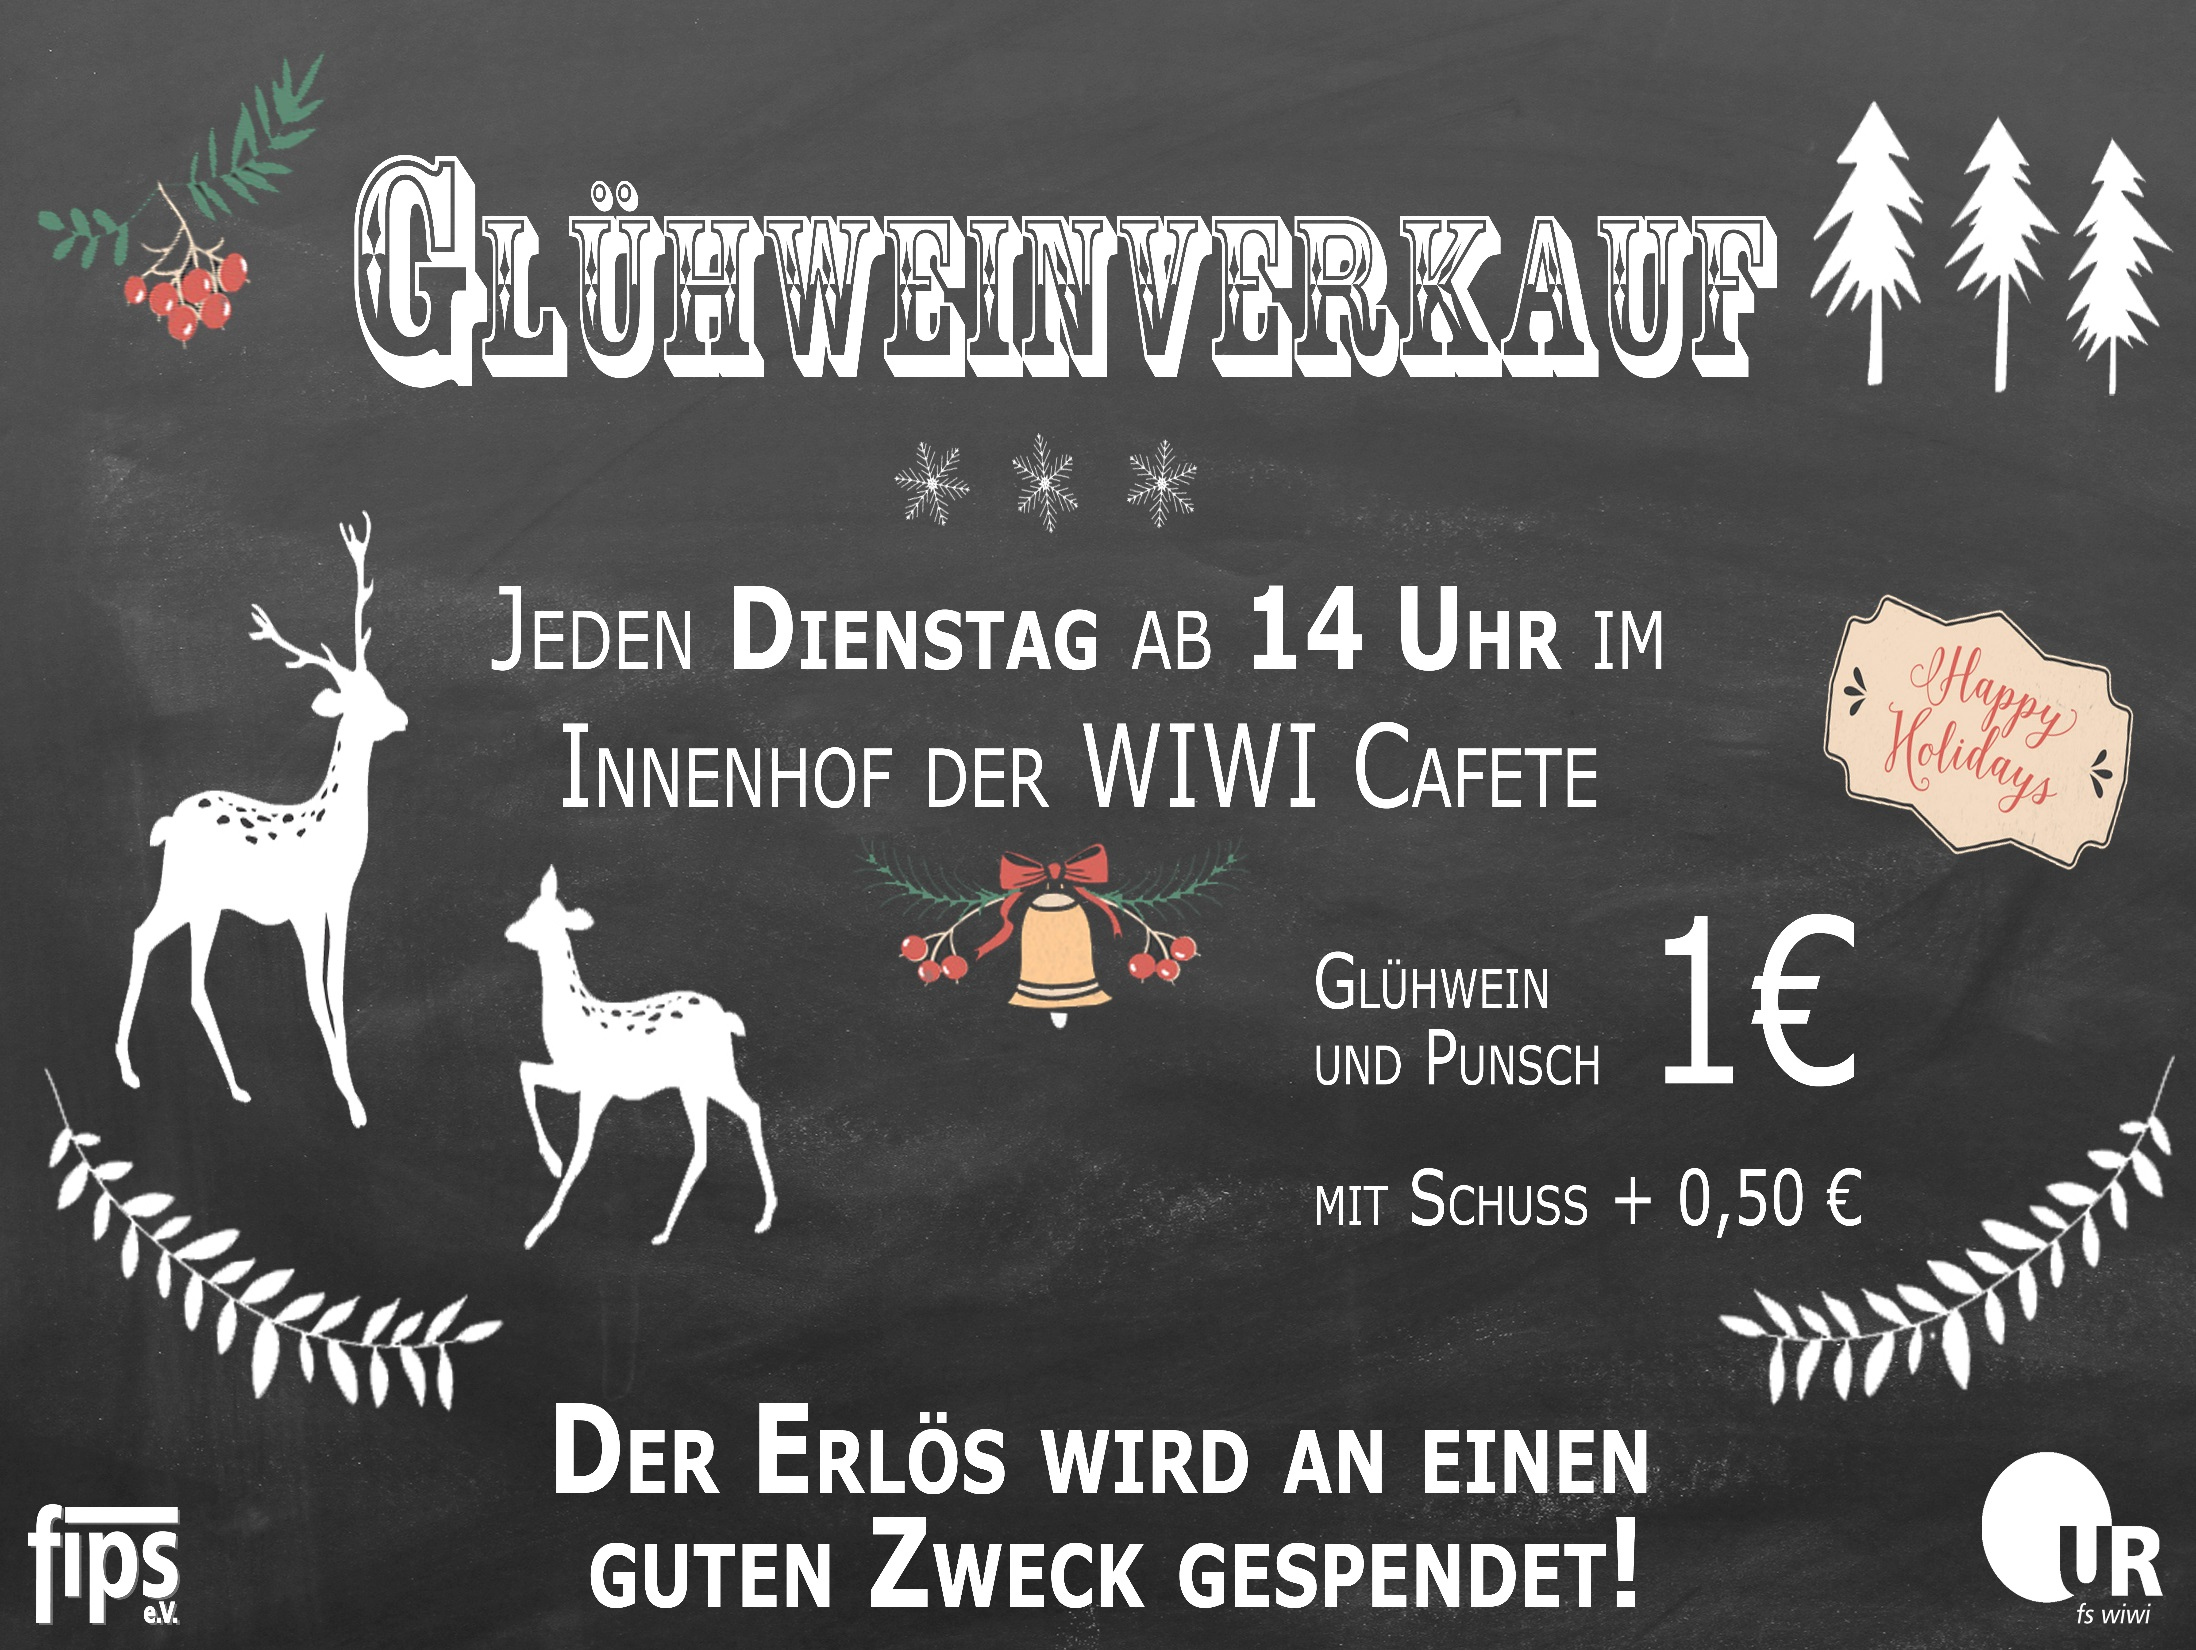 Glühweinverkauf
Jeden Dienstag ab 14 Uhr im
Innenhof der WIWI Cafete
Happy
Holidays
Glühwein
und Punsch 1€
mit Schuss + 0,50 €
Der Erlös wird an einen
guten Zweck gespendet!
fips
e.V.
UR
fs wiwi